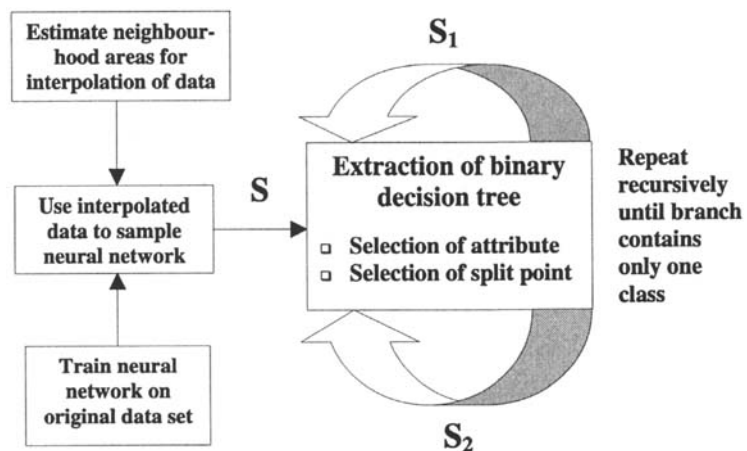 Estimate neighbour-
hood areas for
interpolation of data
Use interpolated
data to sample
neural network
Train neural
network on
original data set
S
S₁
Extraction of binary
decision tree
❑ Selection of attribute
❑ Selection of split point
S₂
Repeat
recursively
until branch
contains
only one
class